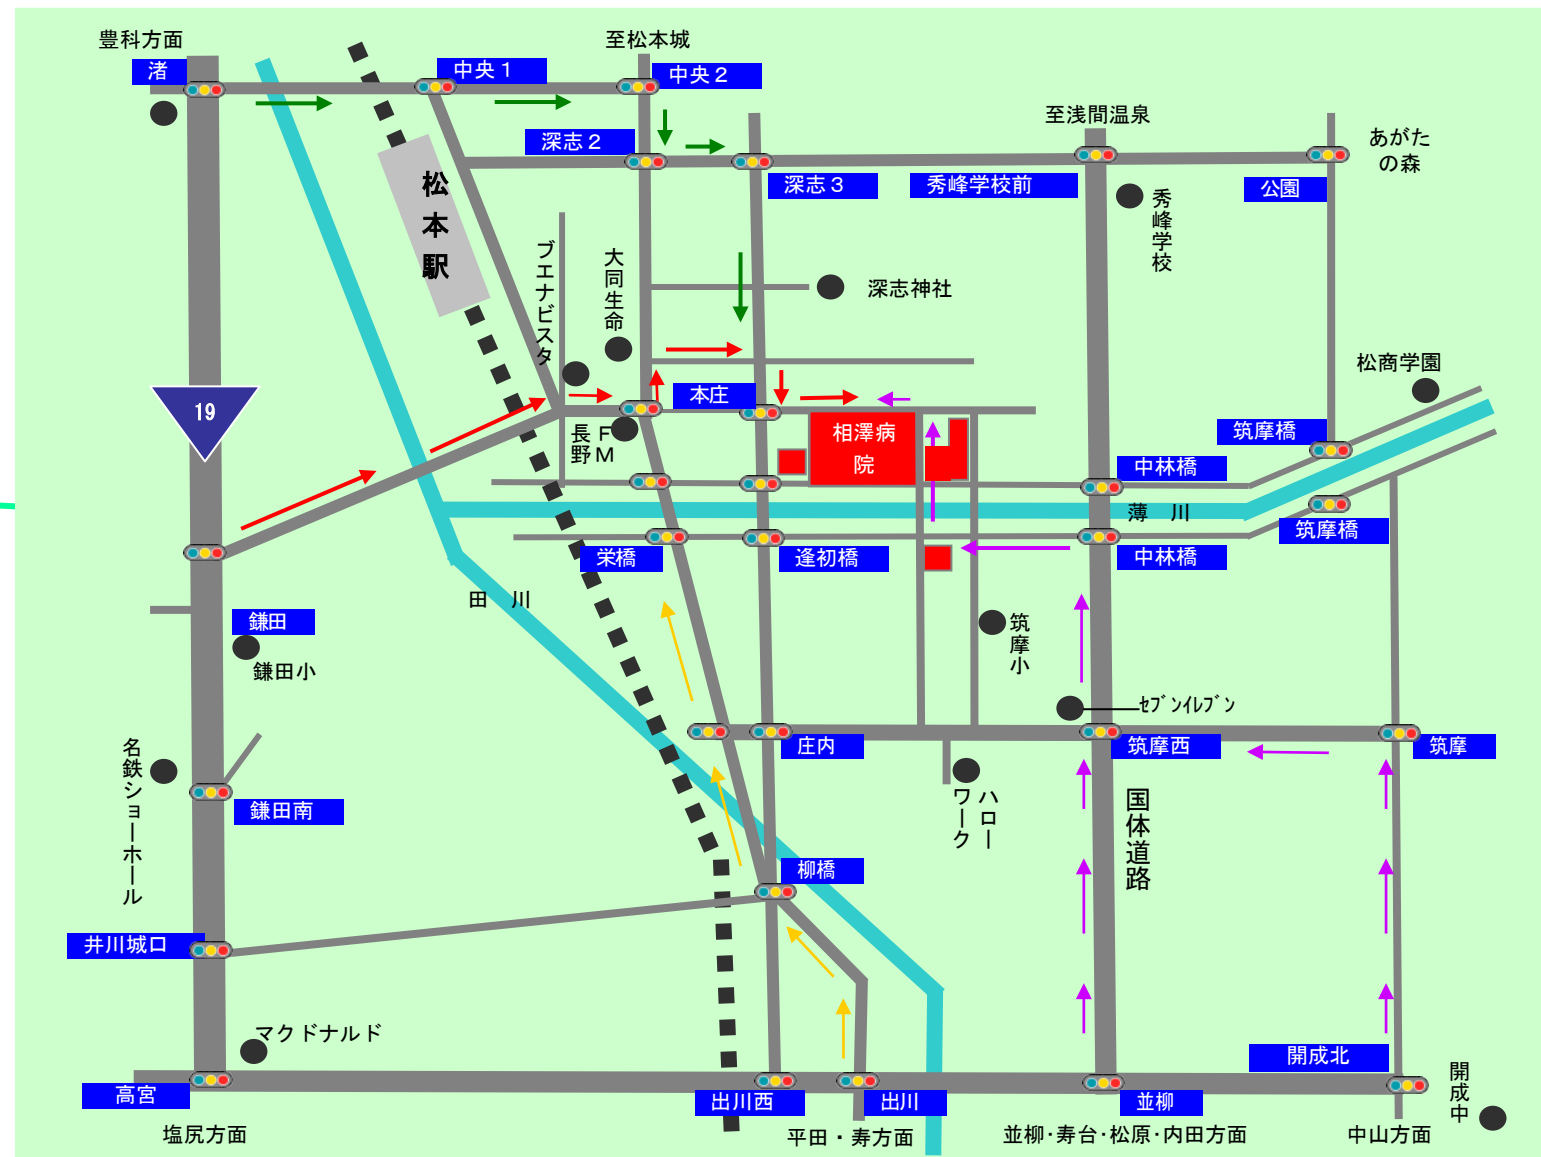 豊科方面
至松本城
渚
中央１
中央２
至浅間温泉
深志２
あがた
の森
深志３
秀峰学校前
公園
松本駅
秀峰学校
ブエナビスタ
大同生命
深志神社
松商学園
19
本庄
長野
ＦＭ
相澤病
院
筑摩橋
中林橋
薄　川
筑摩橋
栄橋
逢初橋
中林橋
田　川
鎌田
鎌田小
筑摩小
ｾﾌﾞﾝｲﾚﾌﾞﾝ
名鉄ショーホール
庄内
筑摩西
筑摩
鎌田南
ハロー
ワーク
国体道路
柳橋
井川城口
マクドナルド
開成北
高宮
出川西
出川
並柳
開成中
塩尻方面
平田・寿方面
並柳･寿台･松原･内田方面
中山方面